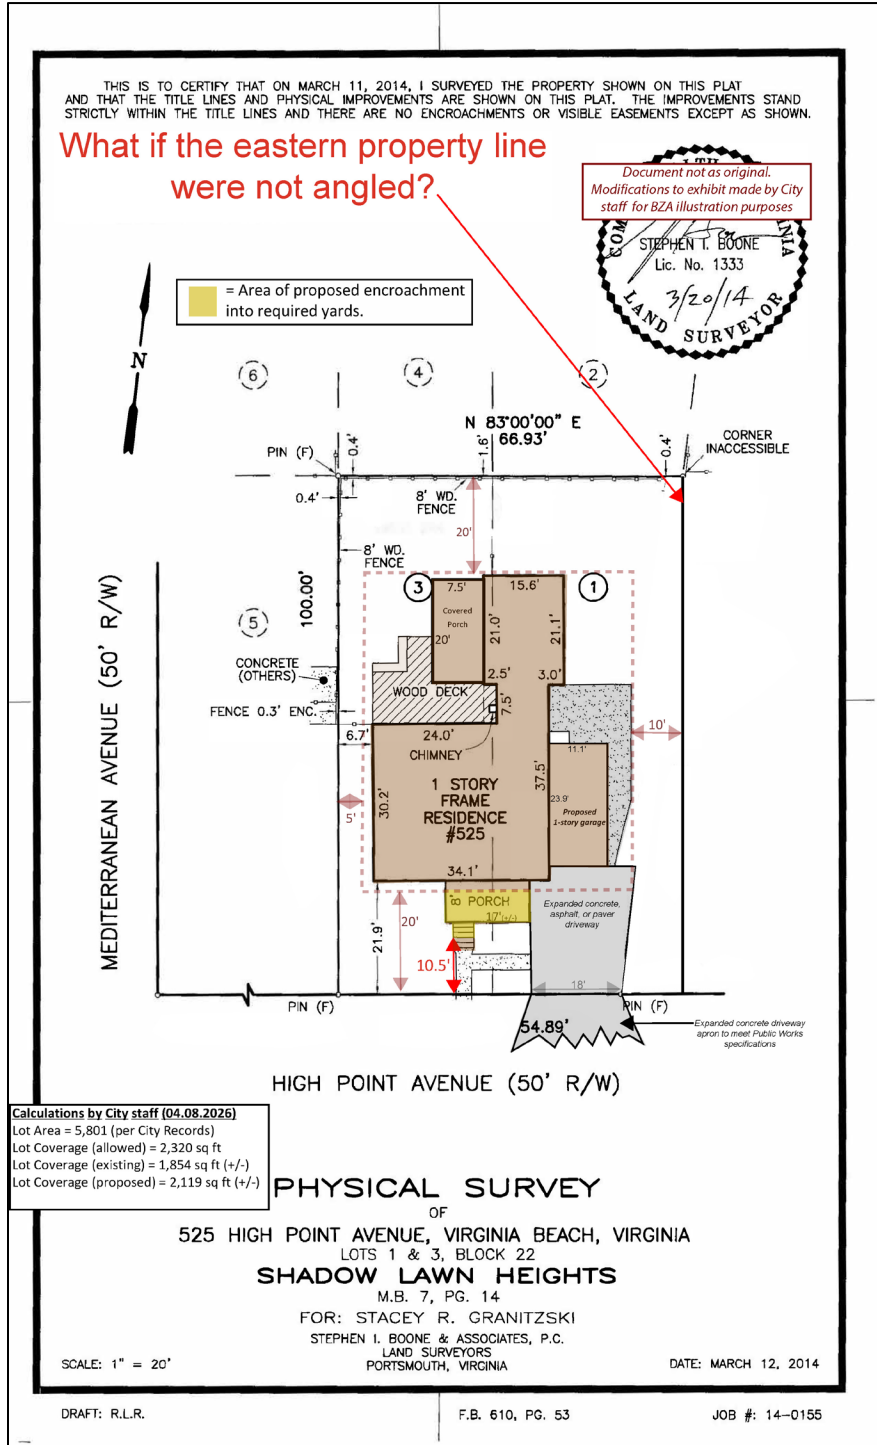 THIS IS TO CERTIFY THAT ON MARCH 11, 2014, I SURVEYED THE PROPERTY SHOWN ON THIS PLAT
AND THAT THE TITLE LINES AND PHYSICAL IMPROVEMENTS ARE SHOWN ON THIS PLAT. THE IMPROVEMENTS STAND
STRICTLY WITHIN THE TITLE LINES AND THERE ARE NO ENCROACHMENTS OR VISIBLE EASEMENTS EXCEPT AS SHOWN.
What if the eastern property line
were not angled?
Document not as original.
Modifications to exhibit made by City
staff for BZA illustration purposes
STEPHEN I. BOONE
Lic. No. 1333
3/20/14
LAND SURVEYOR
= Area of proposed encroachment
into required yards.
N
6
4
2
N 83°00'00" E
66.93'
PIN (F)
0.4'
1.6'
0.4'
CORNER
INACCESSIBLE
0.4'
8' WD.
FENCE
20'
8' WD.
FENCE
100.00'
MEDITERRANEAN AVENUE (50' R/W)
5
3
7.5'
15.6'
1
Covered
Porch
20'
21.0'
21.1'
CONCRETE
(OTHERS)
2.5'
3.0'
WOOD DECK
7.5'
FENCE 0.3' ENC.
6.7'
24.0'
CHIMNEY
10'
11.1'
1 STORY
FRAME
RESIDENCE
#525
30.2'
37.5'
23.9'
Proposed
1-story garage
5'
34.1'
8'
PORCH
17'(+/-)
Expanded concrete,
asphalt, or paver
driveway
21.9'
20'
10.5'
18'
PIN (F)
PIN (F)
54.89'
Expanded concrete driveway
apron to meet Public Works
specifications
HIGH POINT AVENUE (50' R/W)
Calculations by City staff (04.08.2026)
Lot Area = 5,801 (per City Records)
Lot Coverage (allowed) = 2,320 sq ft
Lot Coverage (existing) = 1,854 sq ft (+/-)
Lot Coverage (proposed) = 2,119 sq ft (+/-)
PHYSICAL SURVEY
OF
525 HIGH POINT AVENUE, VIRGINIA BEACH, VIRGINIA
LOTS 1 & 3, BLOCK 22
SHADOW LAWN HEIGHTS
M.B. 7, PG. 14
FOR: STACEY R. GRANITZSKI
STEPHEN I. BOONE & ASSOCIATES, P.C.
LAND SURVEYORS
PORTSMOUTH, VIRGINIA
SCALE: 1" = 20'
DATE: MARCH 12, 2014
DRAFT: R.L.R.
F.B. 610, PG. 53
JOB #: 14-0155